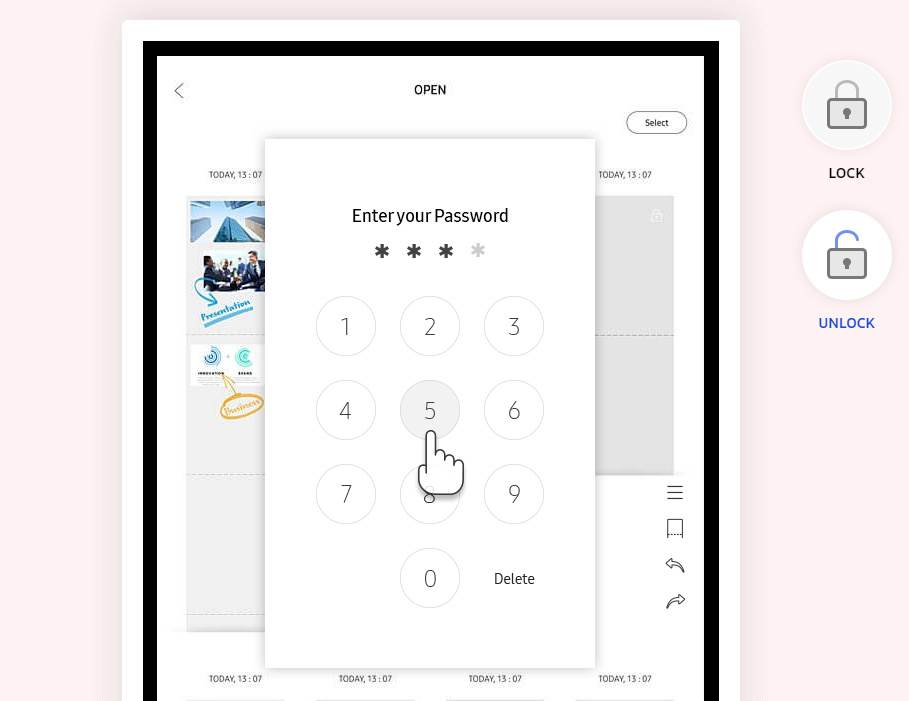 OPEN
Select
TODAY, 13 : 07
TODAY, 13 : 07
Enter your Password
* * * *
Presentation
INNOVATION + BRAND
Business
1 2 3
4 5 6
7 8 9
0 Delete
LOCK
UNLOCK
TODAY, 13 : 07
TODAY, 13 : 07
TODAY, 13 : 07
TODAY, 13 : 07